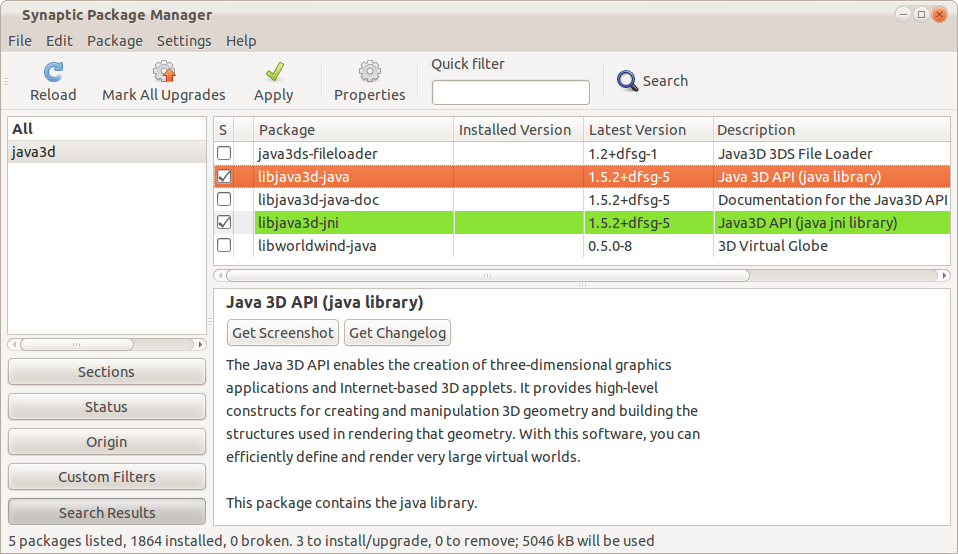 Synaptic Package Manager
File Edit Package Settings Help
Reload Mark All Upgrades Apply Properties Quick filter Search
All
java3d
S Package Installed Version Latest Version Description
java3ds-fileloader 1.2+dfsg-1 Java3D 3DS File Loader
libjava3d-java 1.5.2+dfsg-5 Java 3D API (java library)
libjava3d-java-doc 1.5.2+dfsg-5 Documentation for the Java3D API
libjava3d-jni 1.5.2+dfsg-5 Java3D API (java jni library)
libworldwind-java 0.5.0-8 3D Virtual Globe
Java 3D API (java library)
Get Screenshot Get Changelog
The Java 3D API enables the creation of three-dimensional graphics
applications and Internet-based 3D applets. It provides high-level
constructs for creating and manipulation 3D geometry and building the
structures used in rendering that geometry. With this software, you can
efficiently define and render very large virtual worlds.
This package contains the java library.
Sections
Status
Origin
Custom Filters
Search Results
5 packages listed, 1864 installed, 0 broken. 3 to install/upgrade, 0 to remove; 5046 kB will be used